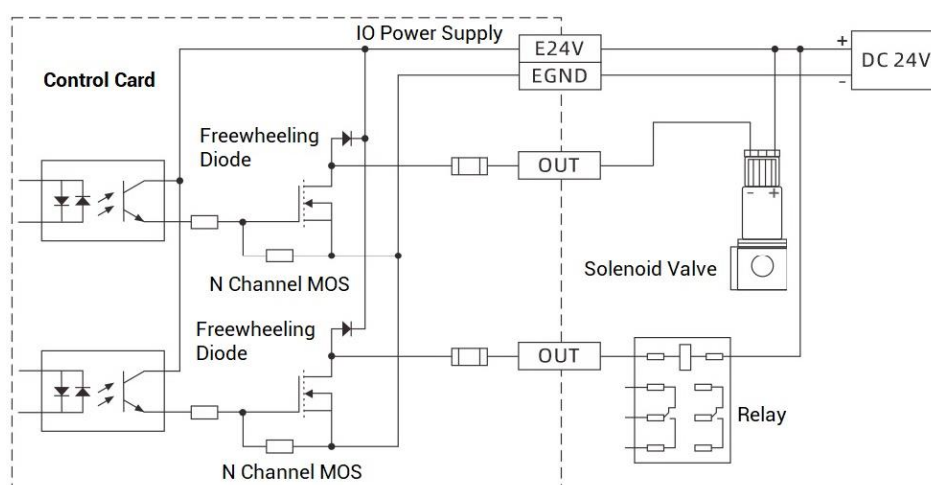 IO Power Supply
E24V
EGND
+
-
DC 24V
Control Card
Freewheeling
Diode
OUT
- +
N Channel MOS
Solenoid Valve
Freewheeling
Diode
OUT
Relay
N Channel MOS